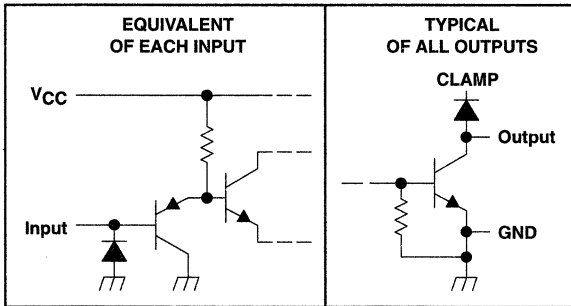 EQUIVALENT
OF EACH INPUT
VCC
Input
TYPICAL
OF ALL OUTPUTS
CLAMP
Output
GND